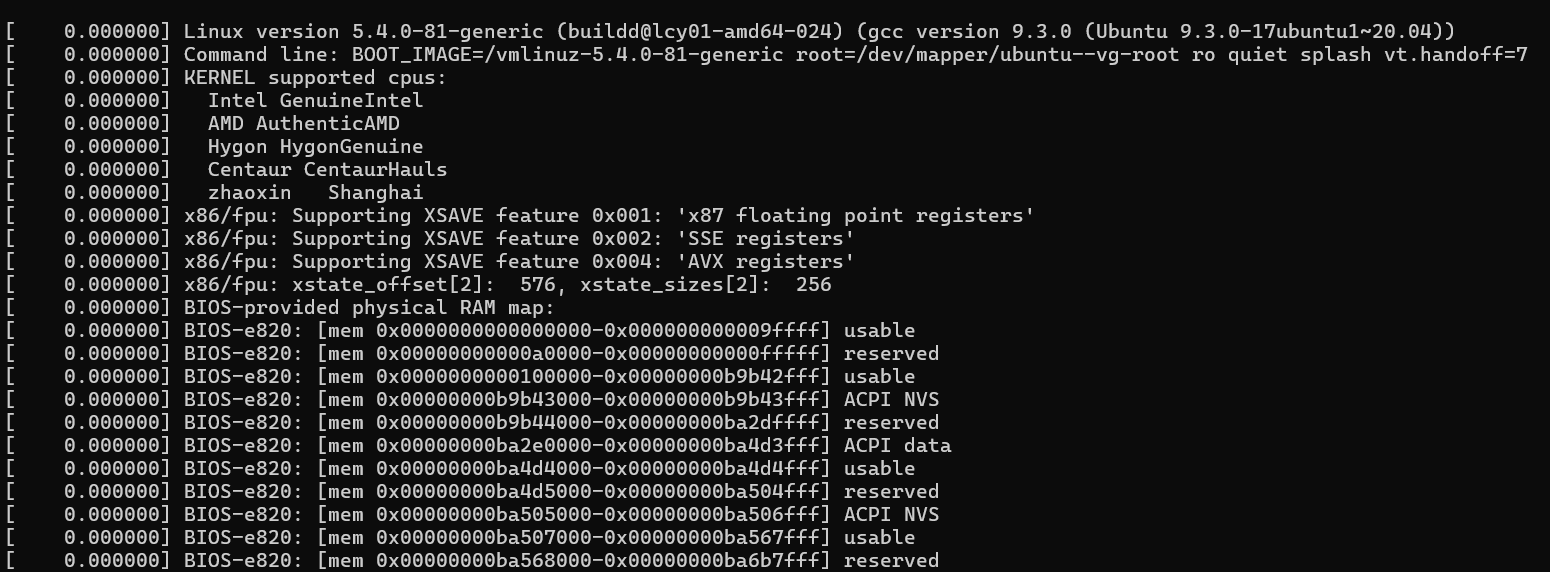 [    0.000000] Linux version 5.4.0-81-generic (buildd@lcy01-amd64-024) (gcc version 9.3.0 (Ubuntu 9.3.0-17ubuntu1~20.04))
[    0.000000] Command line: BOOT_IMAGE=/vmlinuz-5.4.0-81-generic root=/dev/mapper/ubuntu--vg-root ro quiet splash vt.handoff=7
[    0.000000] KERNEL supported cpus:
[    0.000000]   Intel GenuineIntel
[    0.000000]   AMD AuthenticAMD
[    0.000000]   Hygon HygonGenuine
[    0.000000]   Centaur CentaurHauls
[    0.000000]   zhaoxin   Shanghai
[    0.000000] x86/fpu: Supporting XSAVE feature 0x001: 'x87 floating point registers'
[    0.000000] x86/fpu: Supporting XSAVE feature 0x002: 'SSE registers'
[    0.000000] x86/fpu: Supporting XSAVE feature 0x004: 'AVX registers'
[    0.000000] x86/fpu: xstate_offset[2]:  576, xstate_sizes[2]:  256
[    0.000000] BIOS-provided physical RAM map:
[    0.000000] BIOS-e820: [mem 0x0000000000000000-0x000000000009ffff] usable
[    0.000000] BIOS-e820: [mem 0x00000000000a0000-0x00000000000fffff] reserved
[    0.000000] BIOS-e820: [mem 0x0000000000100000-0x00000000b9b42fff] usable
[    0.000000] BIOS-e820: [mem 0x00000000b9b43000-0x00000000b9b43fff] ACPI NVS
[    0.000000] BIOS-e820: [mem 0x00000000b9b44000-0x00000000ba2dffff] reserved
[    0.000000] BIOS-e820: [mem 0x00000000ba2e0000-0x00000000ba4d3fff] ACPI data
[    0.000000] BIOS-e820: [mem 0x00000000ba4d4000-0x00000000ba4d4fff] usable
[    0.000000] BIOS-e820: [mem 0x00000000ba4d5000-0x00000000ba504fff] reserved
[    0.000000] BIOS-e820: [mem 0x00000000ba505000-0x00000000ba506fff] ACPI NVS
[    0.000000] BIOS-e820: [mem 0x00000000ba507000-0x00000000ba567fff] usable
[    0.000000] BIOS-e820: [mem 0x00000000ba568000-0x00000000ba6b7fff] reserved